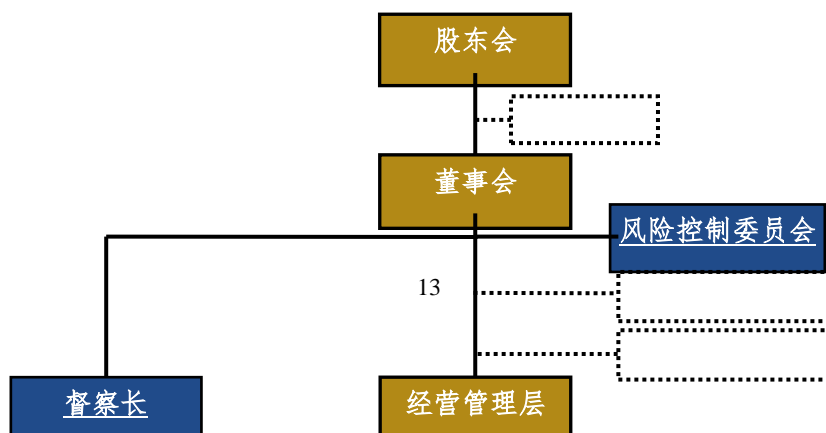 股东会
董事会
风险控制委员会
13
督察长
经营管理层